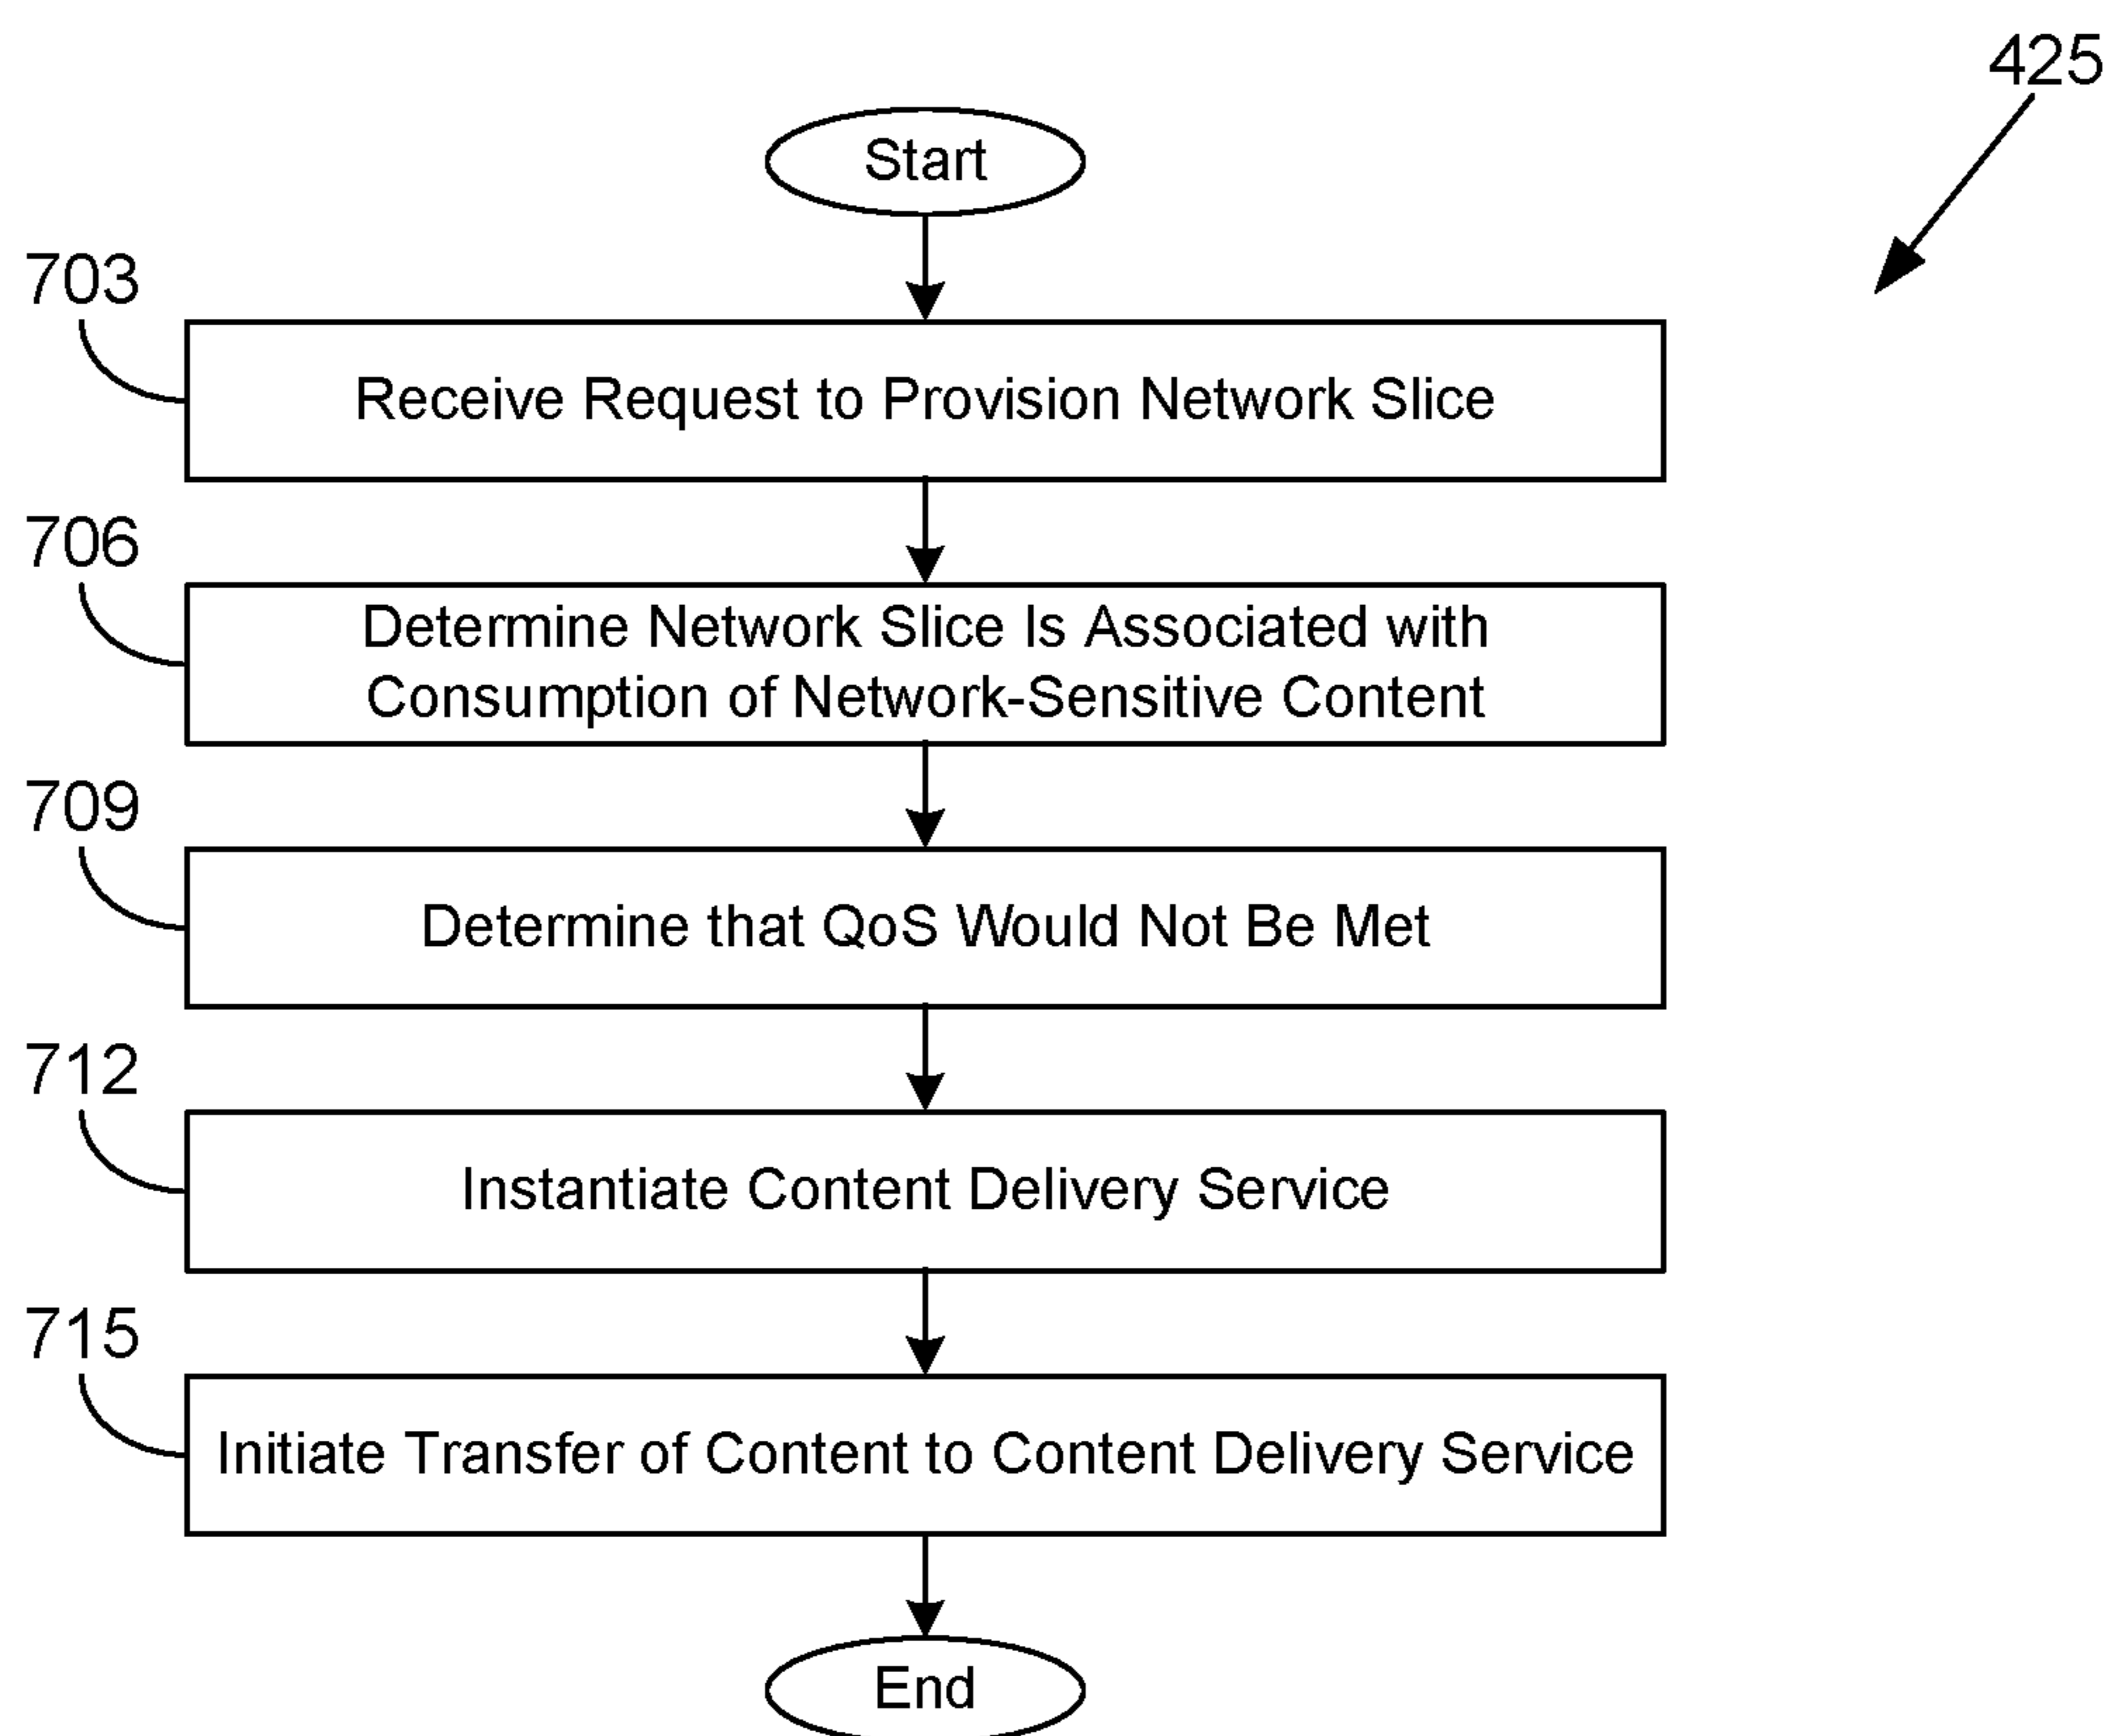 425
Start
703
Receive Request to Provision Network Slice
706
Determine Network Slice Is Associated with
Consumption of Network-Sensitive Content
709
Determine that QoS Would Not Be Met
712
Instantiate Content Delivery Service
715
Initiate Transfer of Content to Content Delivery Service
End